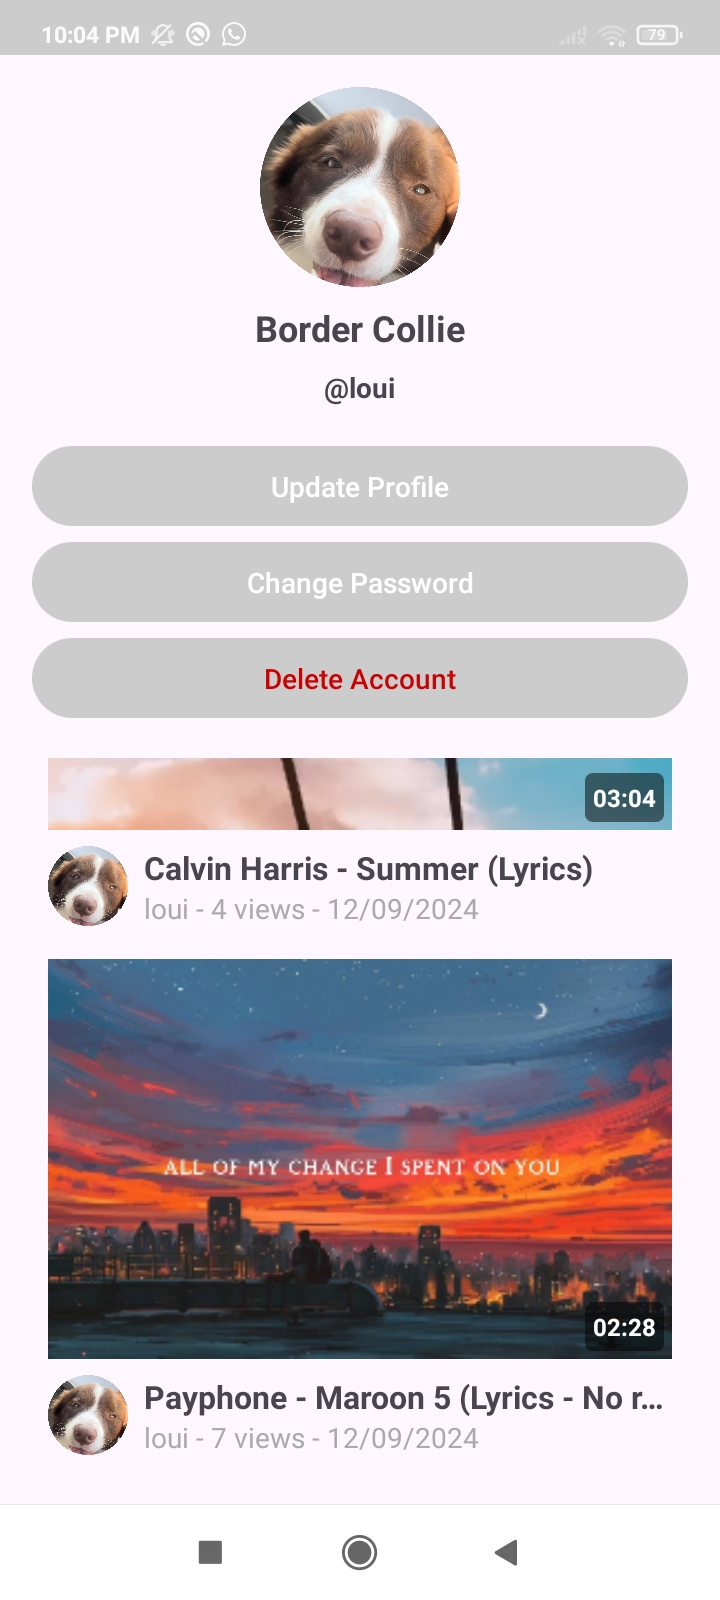 10:04 PM
79
Border Collie
@loui
Update Profile
Change Password
Delete Account
03:04
Calvin Harris - Summer (Lyrics)
loui - 4 views - 12/09/2024
ALL OF MY CHANGE I SPENT ON YOU
02:28
Payphone - Maroon 5 (Lyrics - No r...
loui - 7 views - 12/09/2024